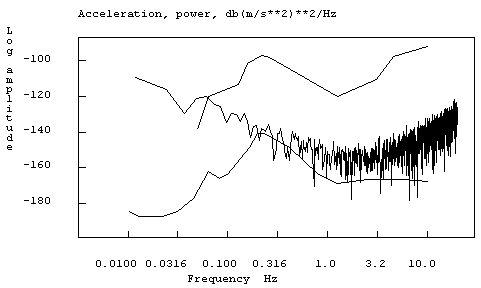 Acceleration, power, db(m/s**2)**2/Hz
Log amplitude
-100
-120
-140
-160
-180
0.0100 0.0316 0.100 0.316 1.0 3.2 10.0
Frequency Hz